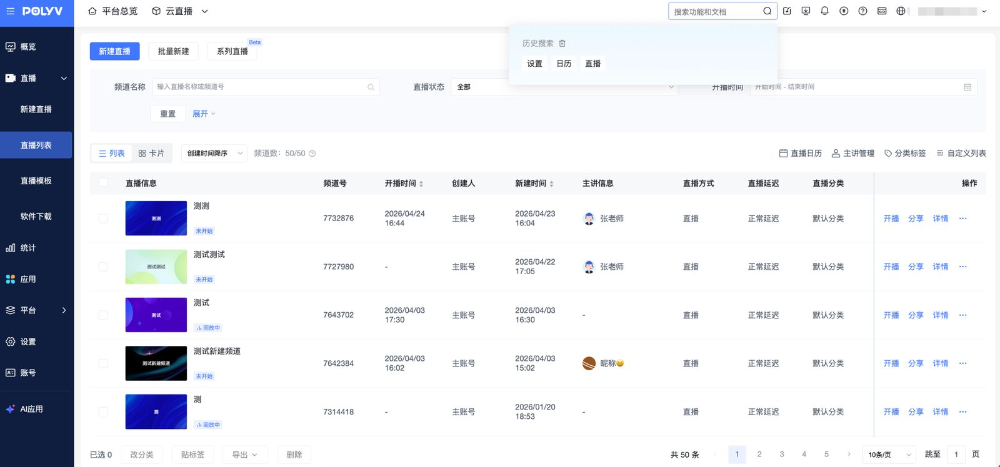 POLYV
平台总览
云直播
搜索功能和文档
历史搜索
设置 日历 直播
概览
直播
新建直播
直播列表
直播模板
软件下载
统计
应用
平台
设置
账号
AI应用
新建直播 批量新建 系列直播 Beta
频道名称 输入直播名称或频道号 直播状态 全部 开播时间 开始时间 - 结束时间
重置 展开
列表 卡片 创建时间降序 频道数: 50/50 直播日历 主讲管理 分类标签 自定义列表
直播信息 频道号 开播时间 创建人 新建时间 主讲信息 直播方式 直播延迟 直播分类 操作
测测 测测 未开始 7732876 2026/04/24 16:44 主账号 2026/04/23 16:04 张老师 直播 正常延迟 默认分类 开播 分享 详情 ···
测试测试 测试测试 未开始 7727980 - 主账号 2026/04/22 17:05 张老师 直播 正常延迟 默认分类 开播 分享 详情 ···
测试 测试 回放中 7643702 2026/04/03 17:30 主账号 2026/04/03 16:30 - 直播 正常延迟 默认分类 开播 分享 详情 ···
测试新建频道 测试新建频道 未开始 7642384 2026/04/03 16:02 主账号 2026/04/03 15:02 昵称😄 直播 正常延迟 默认分类 开播 分享 详情 ···
测 测 回放中 7314418 - 主账号 2026/01/20 18:53 - 直播 正常延迟 默认分类 开播 分享 详情 ···
已选 0 改分类 贴标签 导出 删除 共 50 条 1 2 3 4 5 10条/页 跳至 1 页